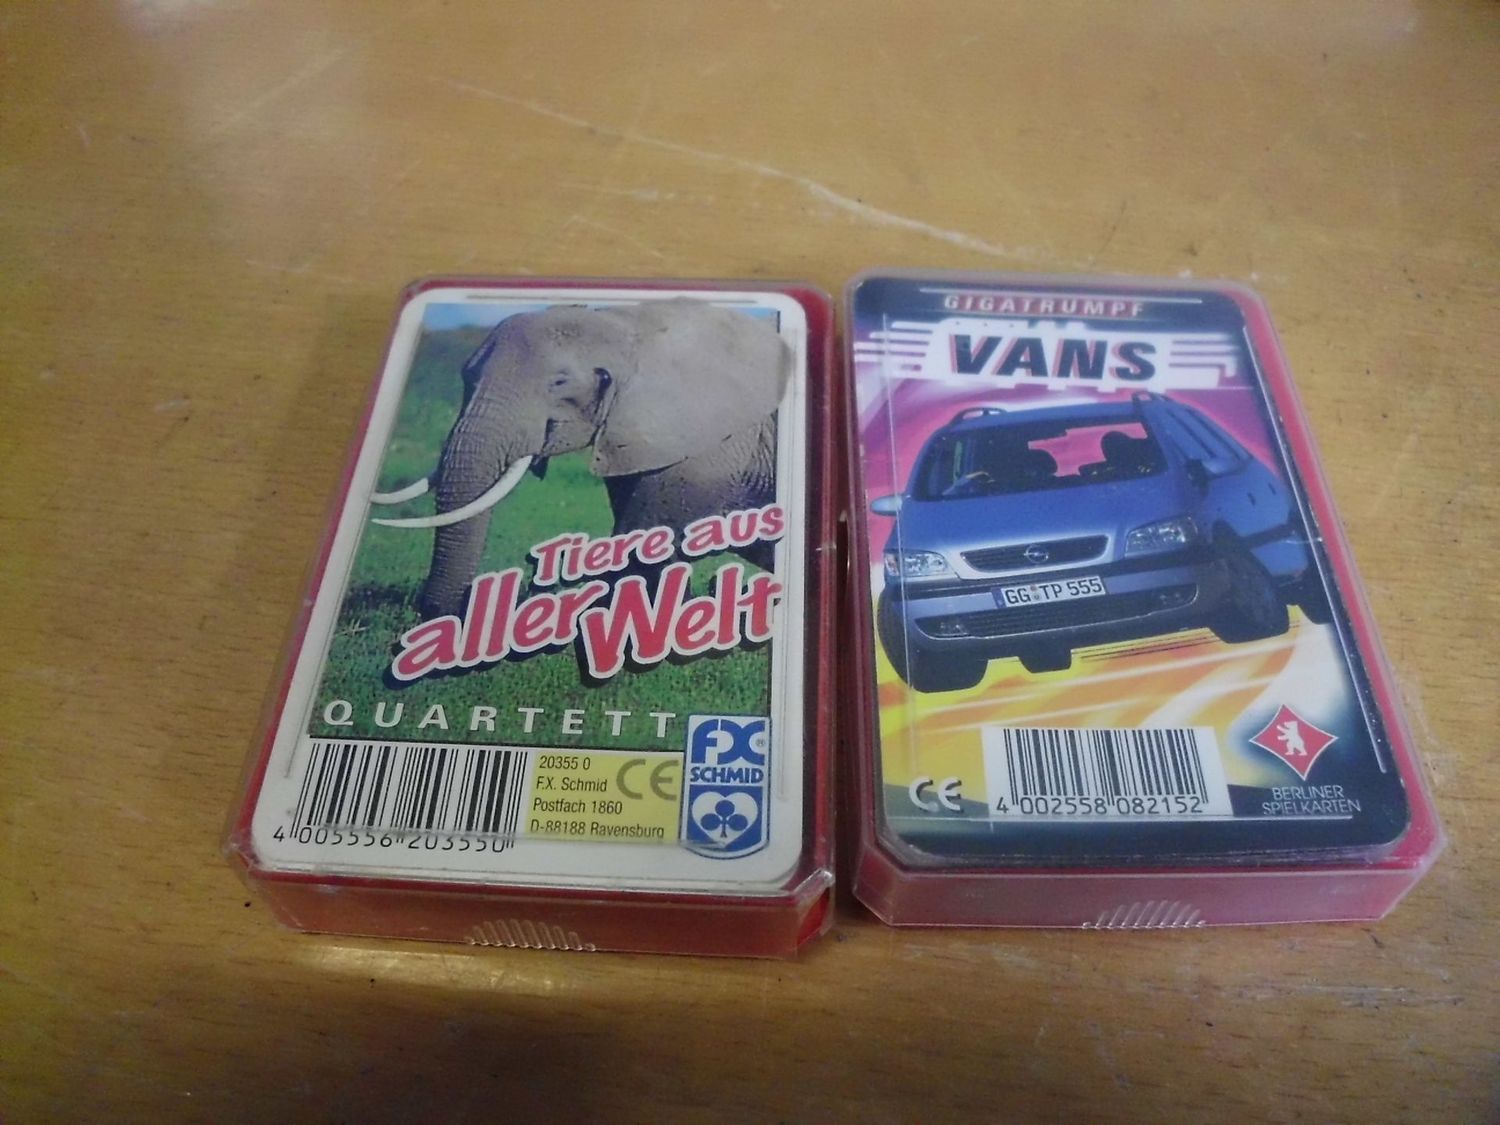 Tiere aus
aller Welt
QUARTETT
FX®
SCHMID
20355 0
F.X. Schmid
Postfach 1860
D-88188 Ravensburg
CE
4 005556 203550
GIGATRUMPF
VANS
GG TP 555
CE
4 002558 082152
BERLINER
SPIELKARTEN